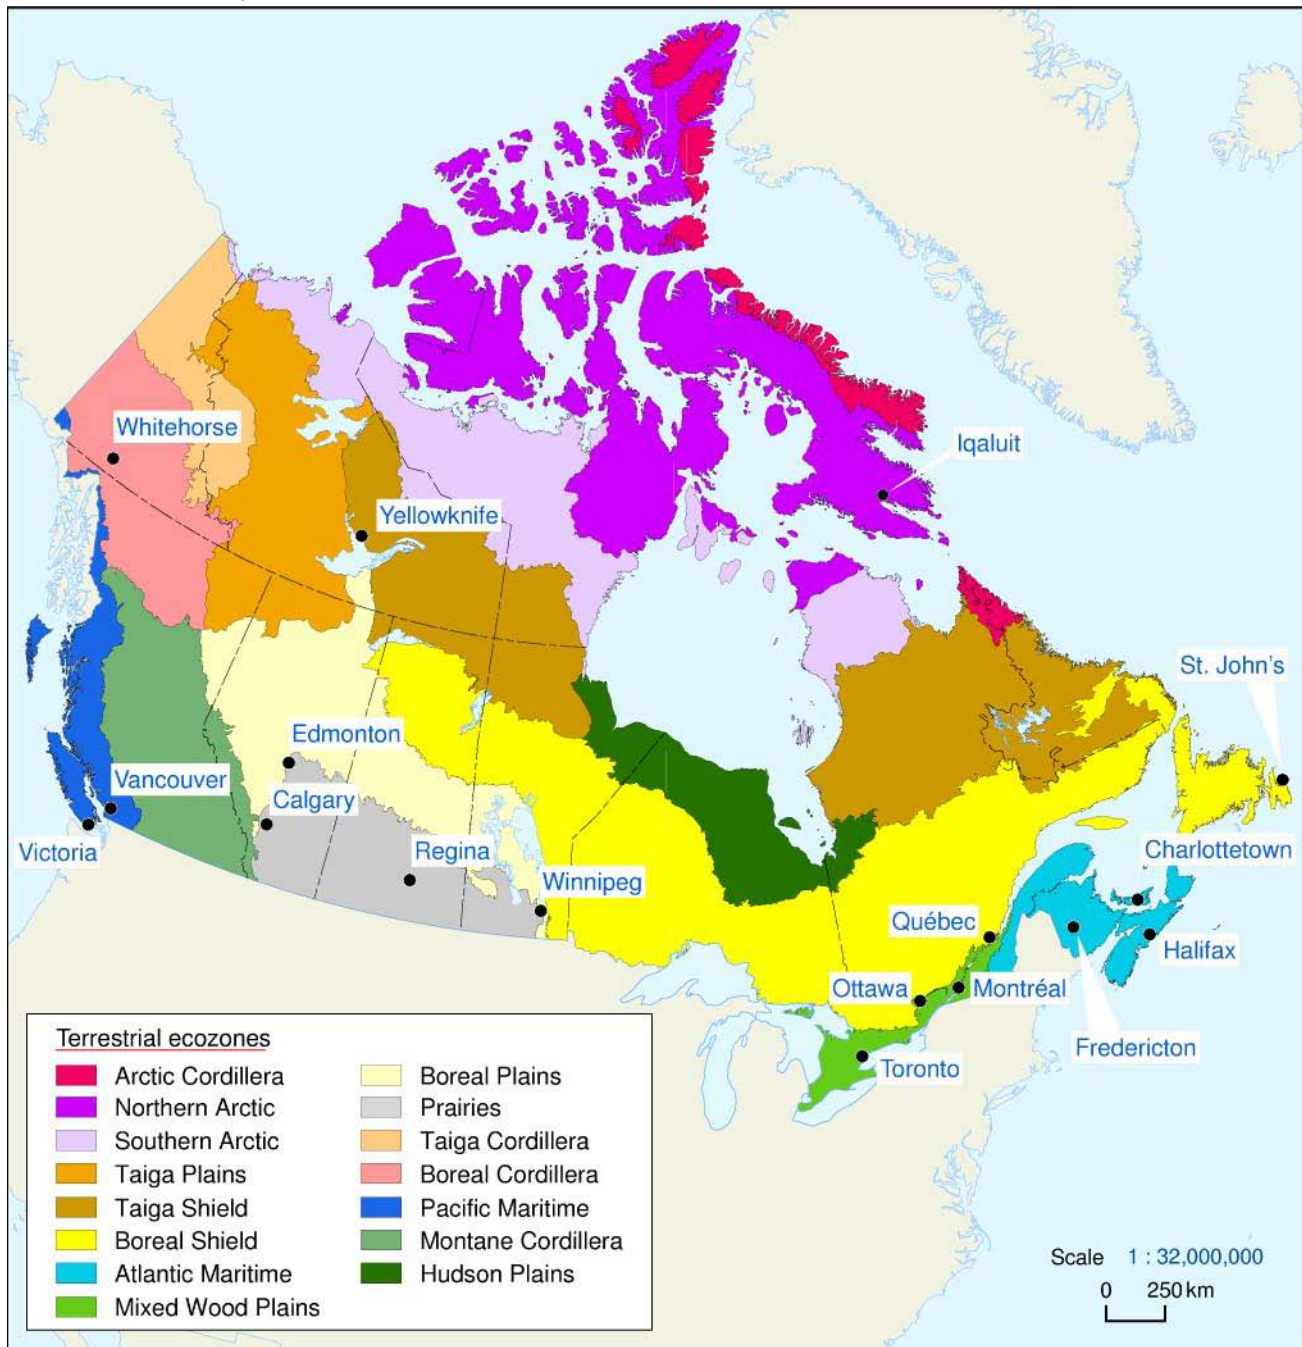 Whitehorse
Iqaluit
Yellowknife
St. John's
Edmonton
Vancouver
Calgary
Victoria
Regina
Winnipeg
Charlottetown
Québec
Halifax
Ottawa
Montréal
Fredericton
Toronto
Terrestrial ecozones
Arctic Cordillera
Northern Arctic
Southern Arctic
Taiga Plains
Taiga Shield
Boreal Shield
Atlantic Maritime
Mixed Wood Plains
Boreal Plains
Prairies
Taiga Cordillera
Boreal Cordillera
Pacific Maritime
Montane Cordillera
Hudson Plains
Scale 1 : 32,000,000
0 250 km